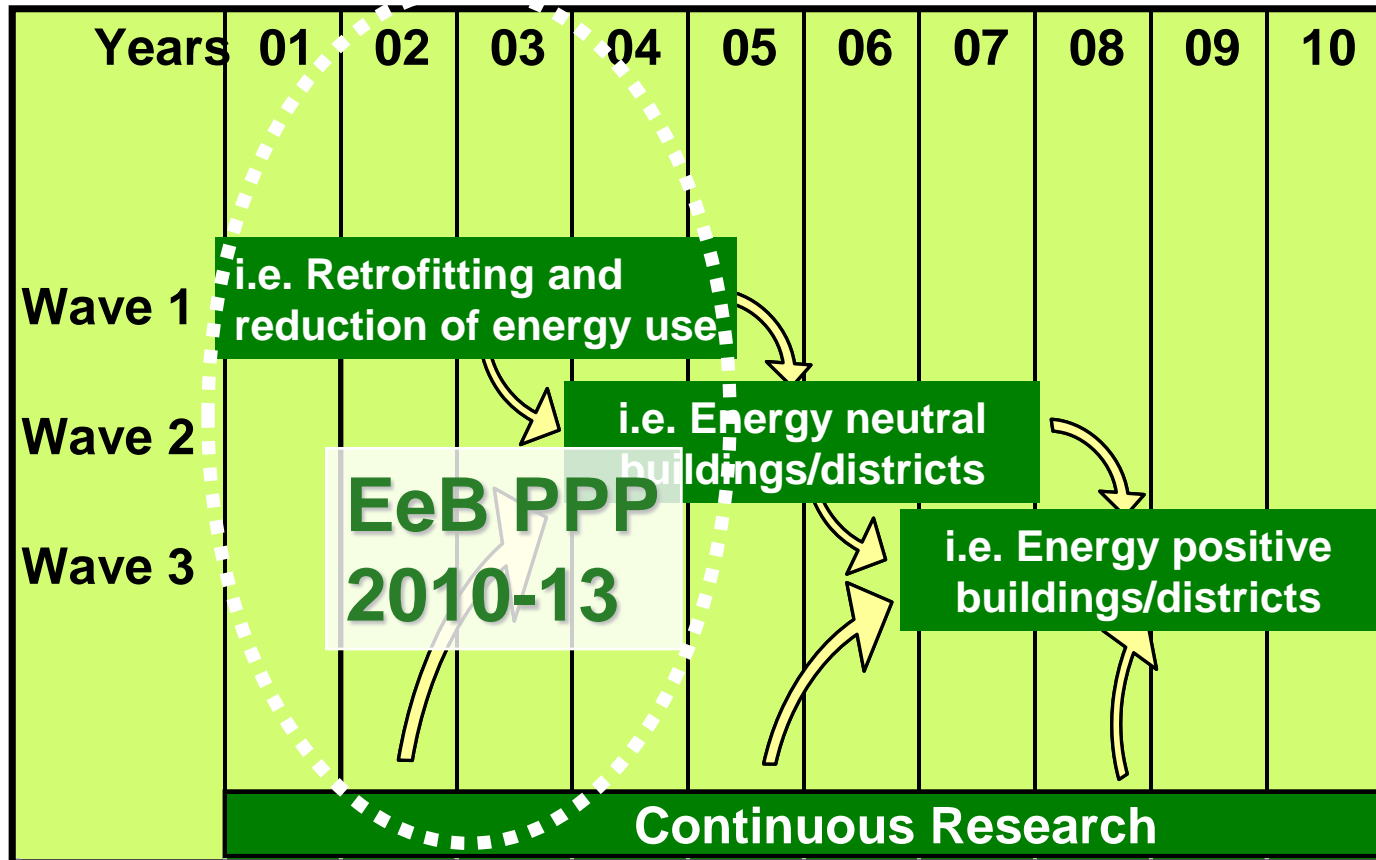 Years 01 02 03 04 05 06 07 08 09 10
Wave 1
i.e. Retrofitting and
reduction of energy use
Wave 2
i.e. Energy neutral
buildings/districts
EeB PPP
2010-13
Wave 3
i.e. Energy positive
buildings/districts
Continuous Research